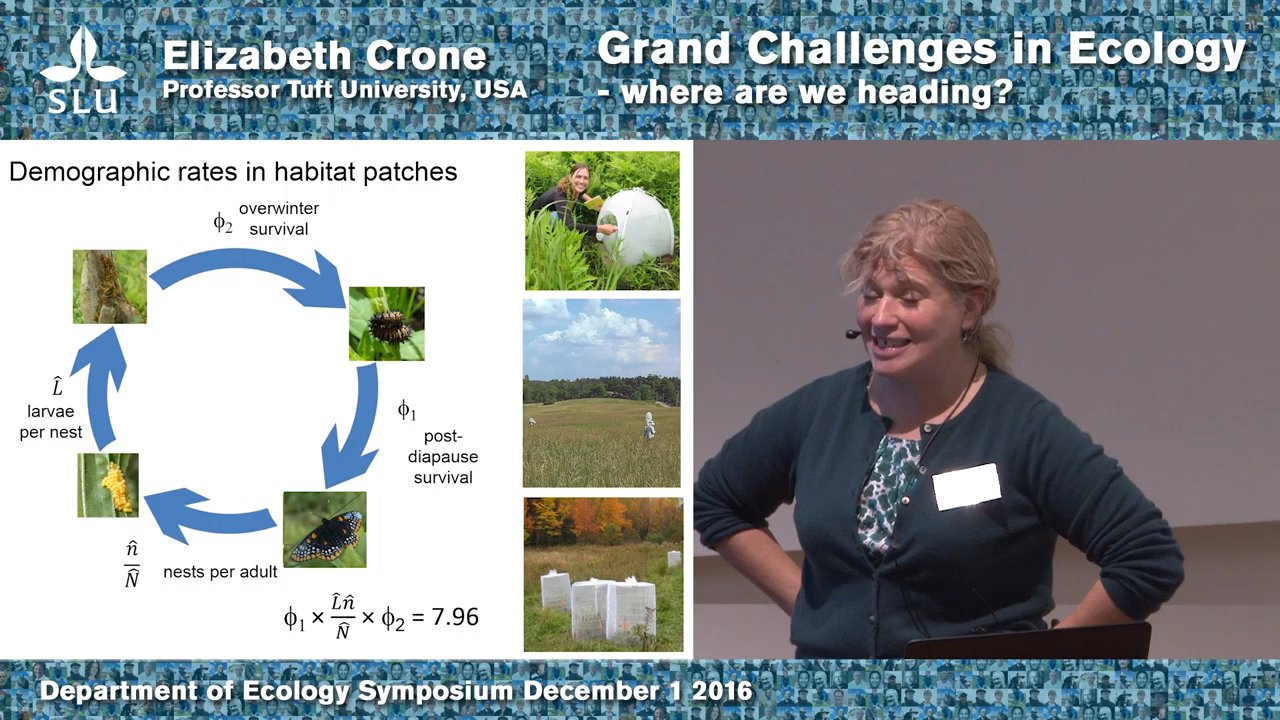 SLU
Elizabeth Crone
Professor Tuft University, USA
Grand Challenges in Ecology
- where are we heading?
Demographic rates in habitat patches
ϕ2 overwinter
survival
L̂
larvae
per nest
ϕ1
post-
diapause
survival
n̂/N̂
nests per adult
ϕ1 × L̂n̂/N̂ × ϕ2 = 7.96
Department of Ecology Symposium December 1 2016